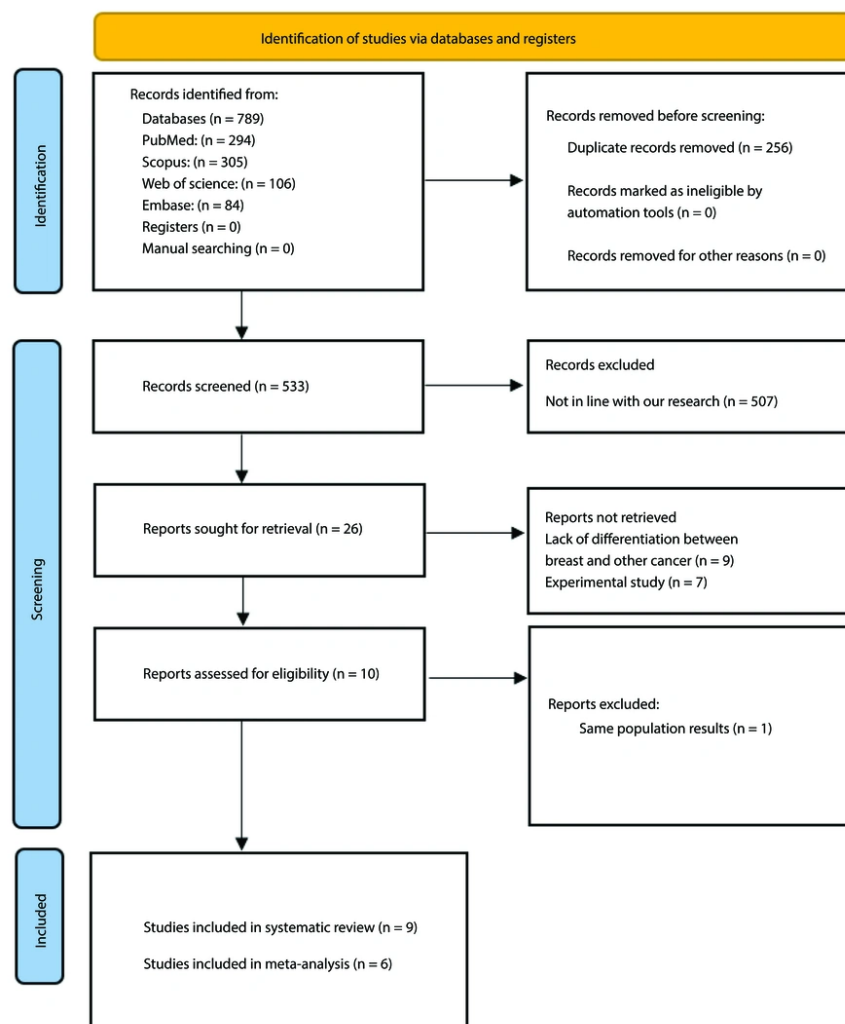 Identification of studies via databases and registers
Identification
Records identified from:
Databases (n = 789)
PubMed: (n = 294)
Scopus: (n = 305)
Web of science: (n = 106)
Embase: (n = 84)
Registers (n = 0)
Manual searching (n = 0)
Records removed before screening:
Duplicate records removed (n = 256)
Records marked as ineligible by
automation tools (n = 0)
Records removed for other reasons (n = 0)
Screening
Records screened (n = 533)
Records excluded
Not in line with our research (n = 507)
Reports sought for retrieval (n = 26)
Reports not retrieved
Lack of differentiation between
breast and other cancer (n = 9)
Experimental study (n = 7)
Reports assessed for eligibility (n = 10)
Reports excluded:
Same population results (n = 1)
Included
Studies included in systematic review (n = 9)
Studies included in meta-analysis (n = 6)